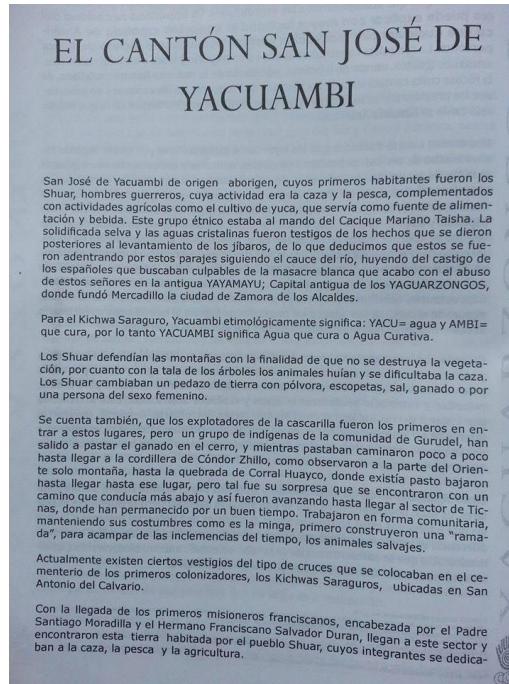 EL CANTÓN SAN JOSÉ DE
YACUAMBI
San José de Yacuambi de origen aborigen, cuyos primeros habitantes fueron los
Shuar, hombres guerreros, cuya actividad era la caza y la pesca, complementados
con actividades agrícolas como el cultivo de yuca, que servía como fuente de alimen-
tación y bebida. Este grupo étnico estaba al mando del Cacique Mariano Taisha. La
solidificada selva y las aguas cristalinas fueron testigos de los hechos que se dieron
posteriores al levantamiento de los jíbaros, de lo que deducimos que estos se fue-
ron adentrando por estos parajes siguiendo el cauce del río, huyendo del castigo de
los españoles que buscaban culpables de la masacre blanca que acabo con el abuso
de estos señores en la antigua YAYAMAYU; Capital antigua de los YAGUARZONGOS,
donde fundó Mercadillo la ciudad de Zamora de los Alcaldes.
Para el Kichwa Saraguro, Yacuambi etimológicamente significa: YACU= agua y AMBI=
que cura, por lo tanto YACUAMBI significa Agua que cura o Agua Curativa.
Los Shuar defendían las montañas con la finalidad de que no se destruya la vegeta-
ción, por cuanto con la tala de los árboles los animales huían y se dificultaba la caza.
Los Shuar cambiaban un pedazo de tierra con pólvora, escopetas, sal, ganado o por
una persona del sexo femenino.
Se cuenta también, que los explotadores de la cascarilla fueron los primeros en en-
trar a estos lugares, pero un grupo de indígenas de la comunidad de Gurudel, han
salido a pastar el ganado en el cerro, y mientras pastaban caminaron poco a poco
hasta llegar a la cordillera de Cóndor Zhillo, como observaron a la parte del Orien-
te solo montaña, hasta la quebrada de Corral Huayco, donde existía pasto bajaron
hasta llegar hasta ese lugar, pero tal fue su sorpresa que se encontraron con un
camino que conducía más abajo y así fueron avanzando hasta llegar al sector de Tic-
nas, donde han permanecido por un buen tiempo. Trabajaron en forma comunitaria,
manteniendo sus costumbres como es la minga, primero construyeron una "rama-
da", para acampar de las inclemencias del tiempo, los animales salvajes.
Actualmente existen ciertos vestigios del tipo de cruces que se colocaban en el ce-
menterio de los primeros colonizadores, los Kichwas Saraguros, ubicadas en San
Antonio del Calvario.
Con la llegada de los primeros misioneros franciscanos, encabezada por el Padre
Santiago Moradilla y el Hermano Franciscano Salvador Duran, llegan a este sector y
encontraron esta tierra habitada por el pueblo Shuar, cuyos integrantes se dedica-
ban a la caza, la pesca y la agricultura.